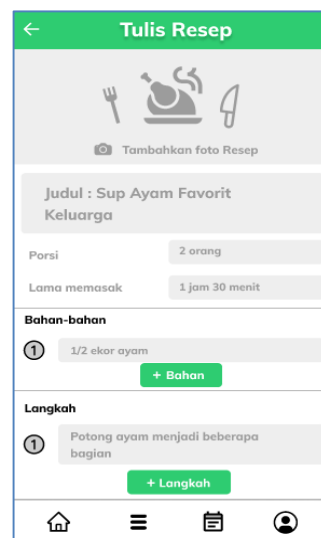 Tulis Resep
Tambahkan foto Resep
Judul : Sup Ayam Favorit
Keluarga
Porsi
2 orang
Lama memasak
1 jam 30 menit
Bahan-bahan
1 1/2 ekor ayam
+ Bahan
Langkah
1 Potong ayam menjadi beberapa
bagian
+ Langkah